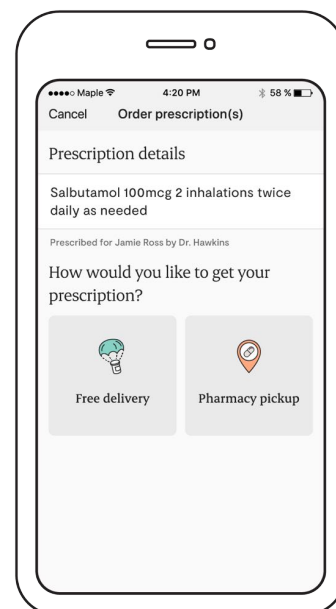 Maple 4:20 PM 58 %
Cancel Order prescription(s)
Prescription details
Salbutamol 100mcg 2 inhalations twice
daily as needed
Prescribed for Jamie Ross by Dr. Hawkins
How would you like to get your
prescription?
Free delivery Pharmacy pickup